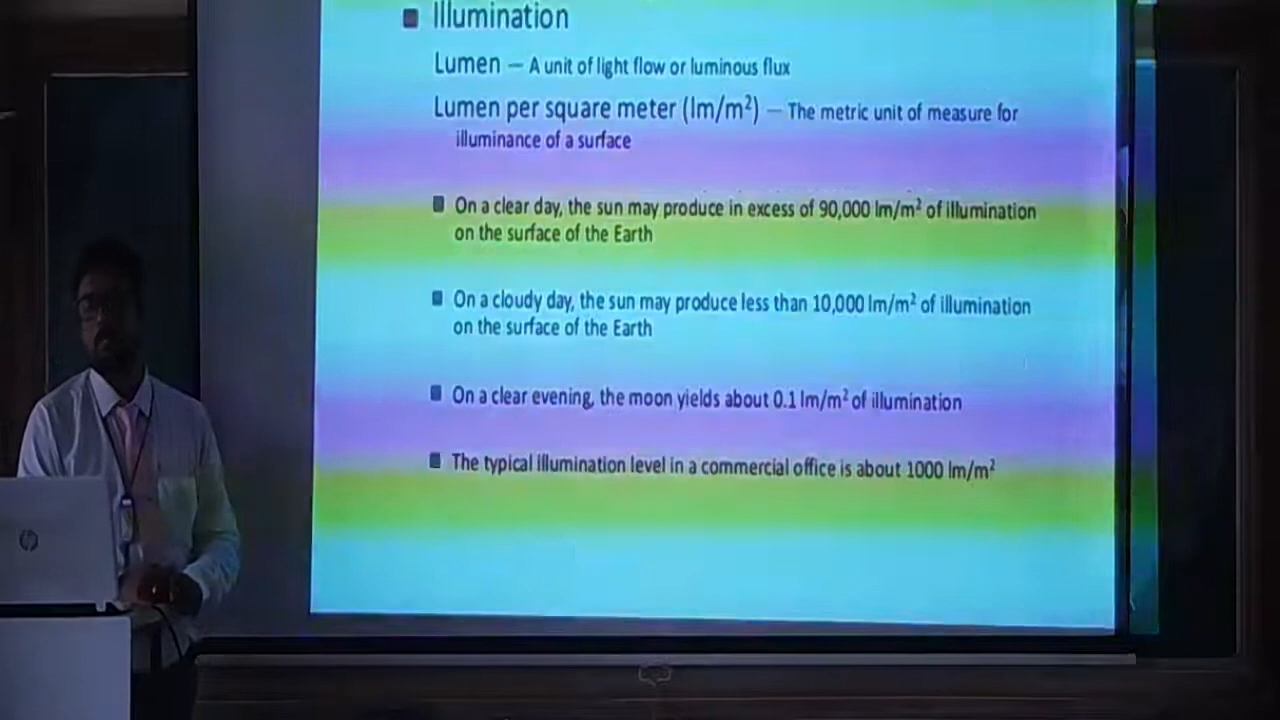 Illumination
Lumen – A unit of light flow or luminous flux
Lumen per square meter (lm/m²) – The metric unit of measure for
illuminance of a surface
On a clear day, the sun may produce in excess of 90,000 lm/m² of illumination
on the surface of the Earth
On a cloudy day, the sun may produce less than 10,000 lm/m² of illumination
on the surface of the Earth
On a clear evening, the moon yields about 0.1 lm/m² of illumination
The typical illumination level in a commercial office is about 1000 lm/m²
hp